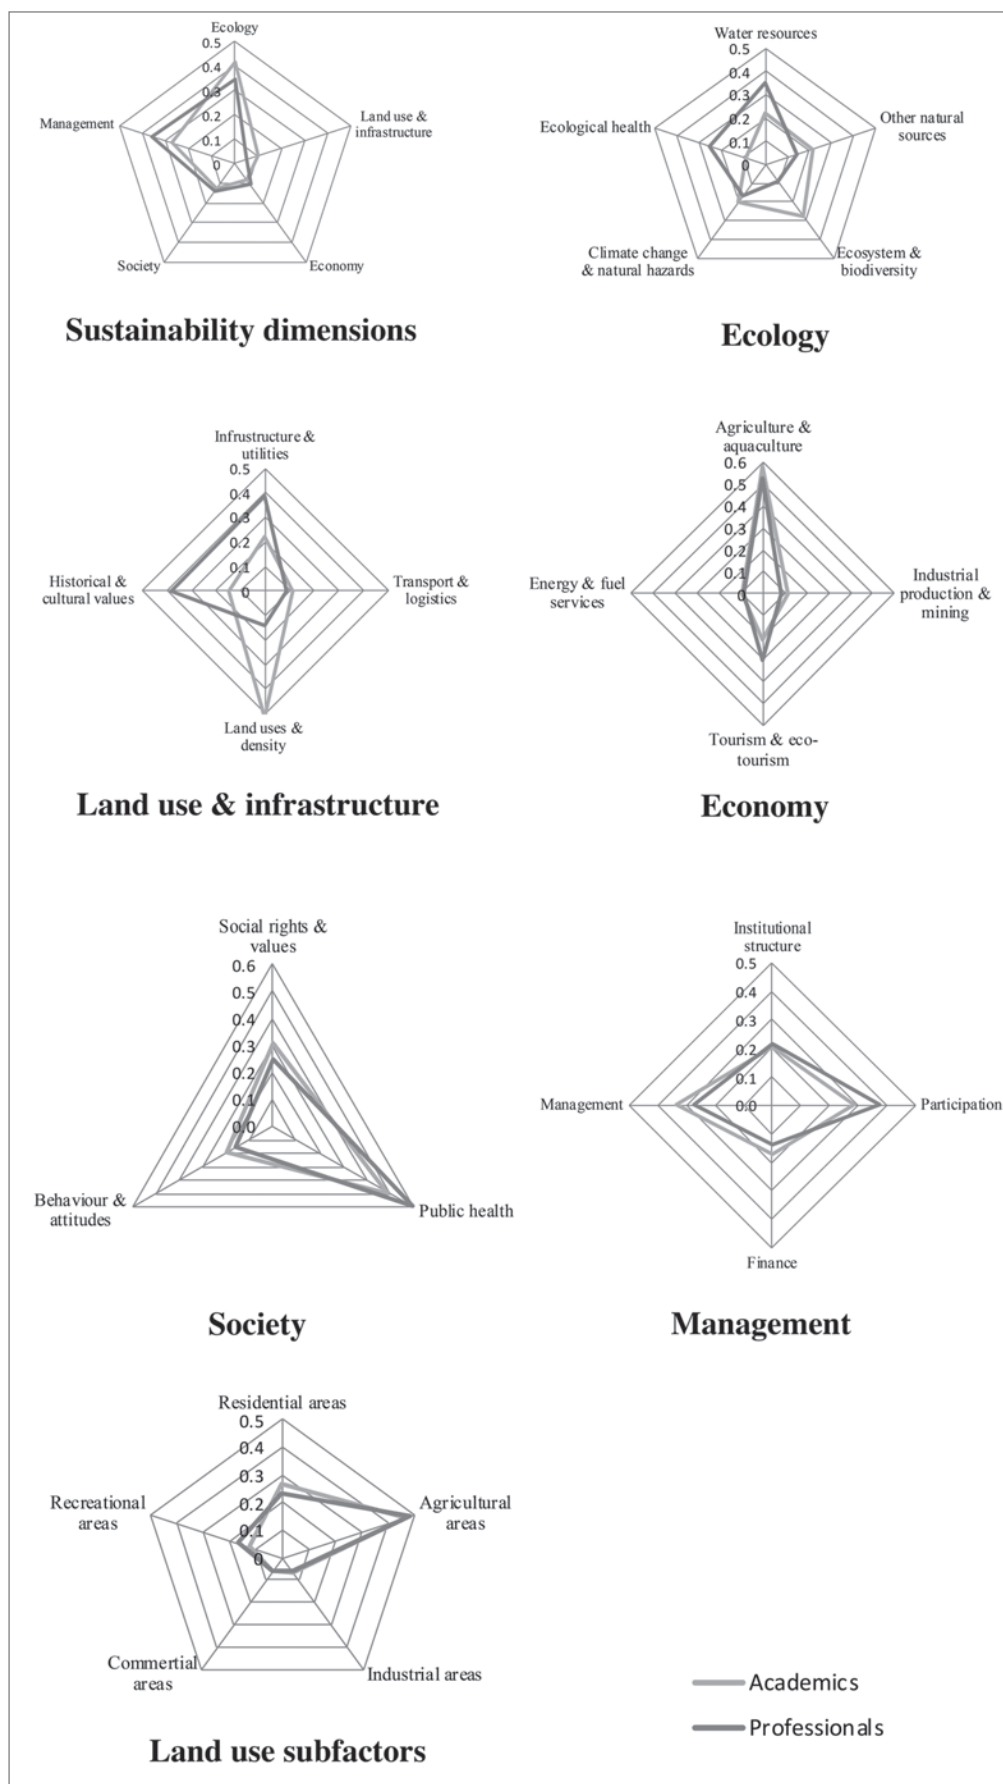 Ecology
0.5
0.4
0.3
0.2
0.1
0
Land use &
infrastructure
Management
Society
Economy
Sustainability dimensions
Water resources
0.5
0.4
0.3
0.2
0.1
0
Ecological health
Other natural
sources
Climate change
& natural hazards
Ecosystem &
biodiversity
Ecology
Infrustructure &
utilities
0.5
0.4
0.3
0.2
0.1
0
Historical &
cultural values
Transport &
logistics
Land uses &
density
Land use & infrastructure
Agriculture &
aquaculture
0.6
0.5
0.4
0.3
0.2
0.1
0
Energy & fuel
services
Industrial
production &
mining
Tourism & eco-
tourism
Economy
Social rights &
values
0.6
0.5
0.4
0.3
0.2
0.1
0.0
Behaviour &
attitudes
Public health
Society
Institutional
structure
0.5
0.4
0.3
0.2
0.1
0.0
Management
Participation
Finance
Management
Residential areas
0.5
0.4
0.3
0.2
0.1
0
Recreational
areas
Agricultural
areas
Commertial
areas
Industrial areas
Land use subfactors
Academics
Professionals